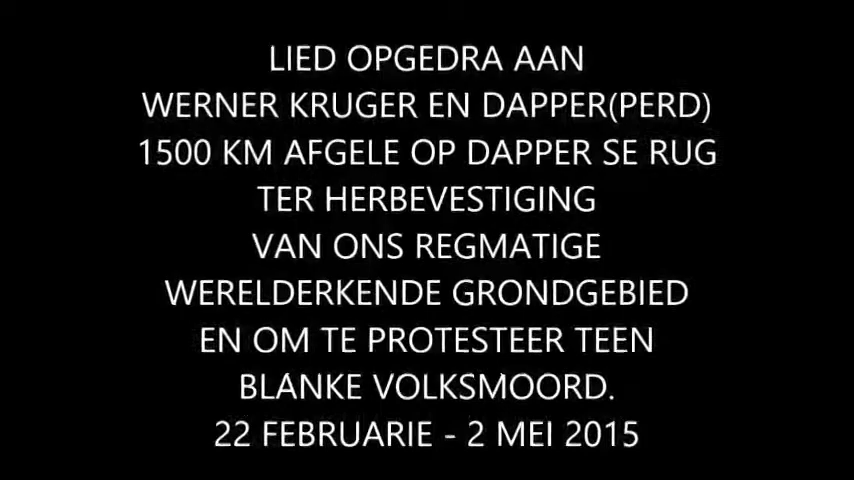 LIED OPGEDRA AAN
WERNER KRUGER EN DAPPER(PERD)
1500 KM AFGELE OP DAPPER SE RUG
TER HERBEVESTIGING
VAN ONS REGMATIGE
WERELDERKENDE GRONDGEBIED
EN OM TE PROTESTEER TEEN
BLANKE VOLKSMOORD.
22 FEBRUARIE - 2 MEI 2015